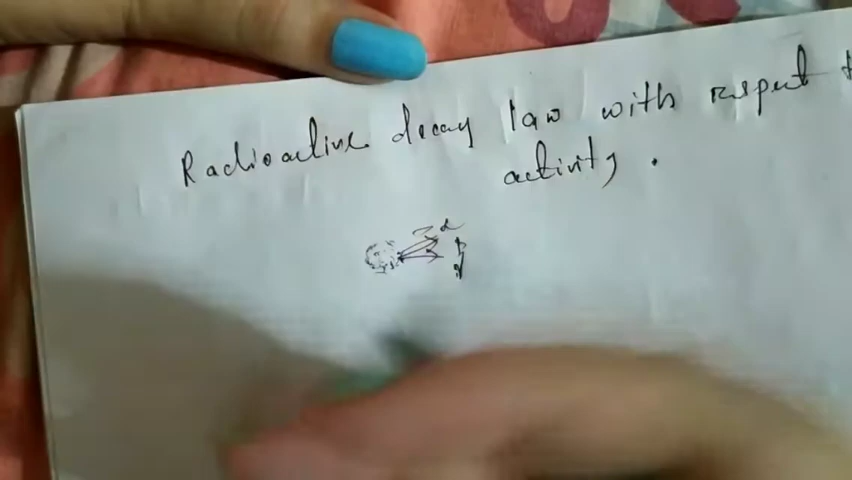 Radioactive decay law with respect t
activity.
α
β
γ